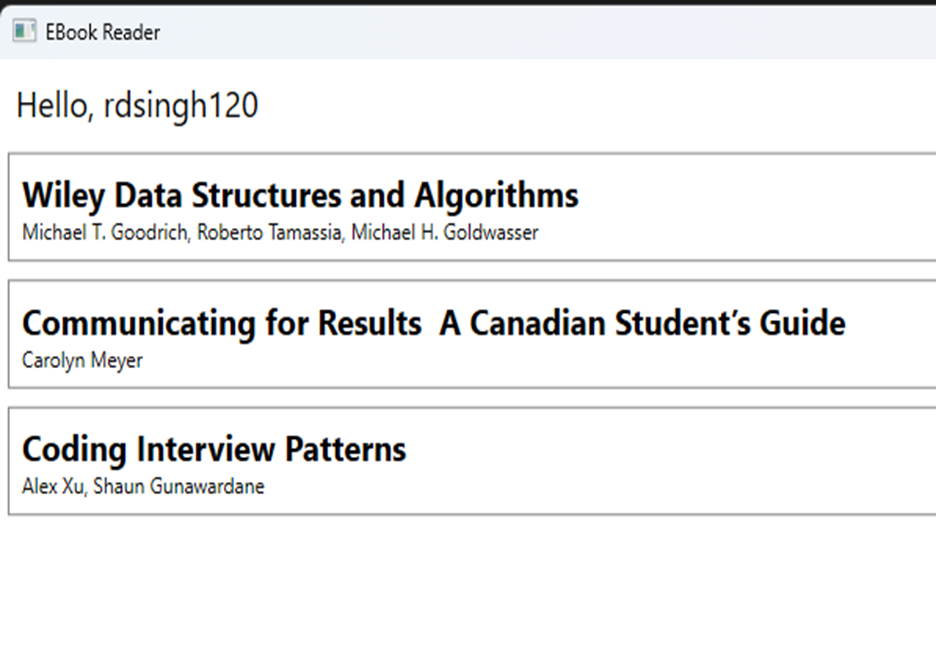 EBook Reader
Hello, rdsingh120
Wiley Data Structures and Algorithms
Michael T. Goodrich, Roberto Tamassia, Michael H. Goldwasser
Communicating for Results  A Canadian Student’s Guide
Carolyn Meyer
Coding Interview Patterns
Alex Xu, Shaun Gunawardane